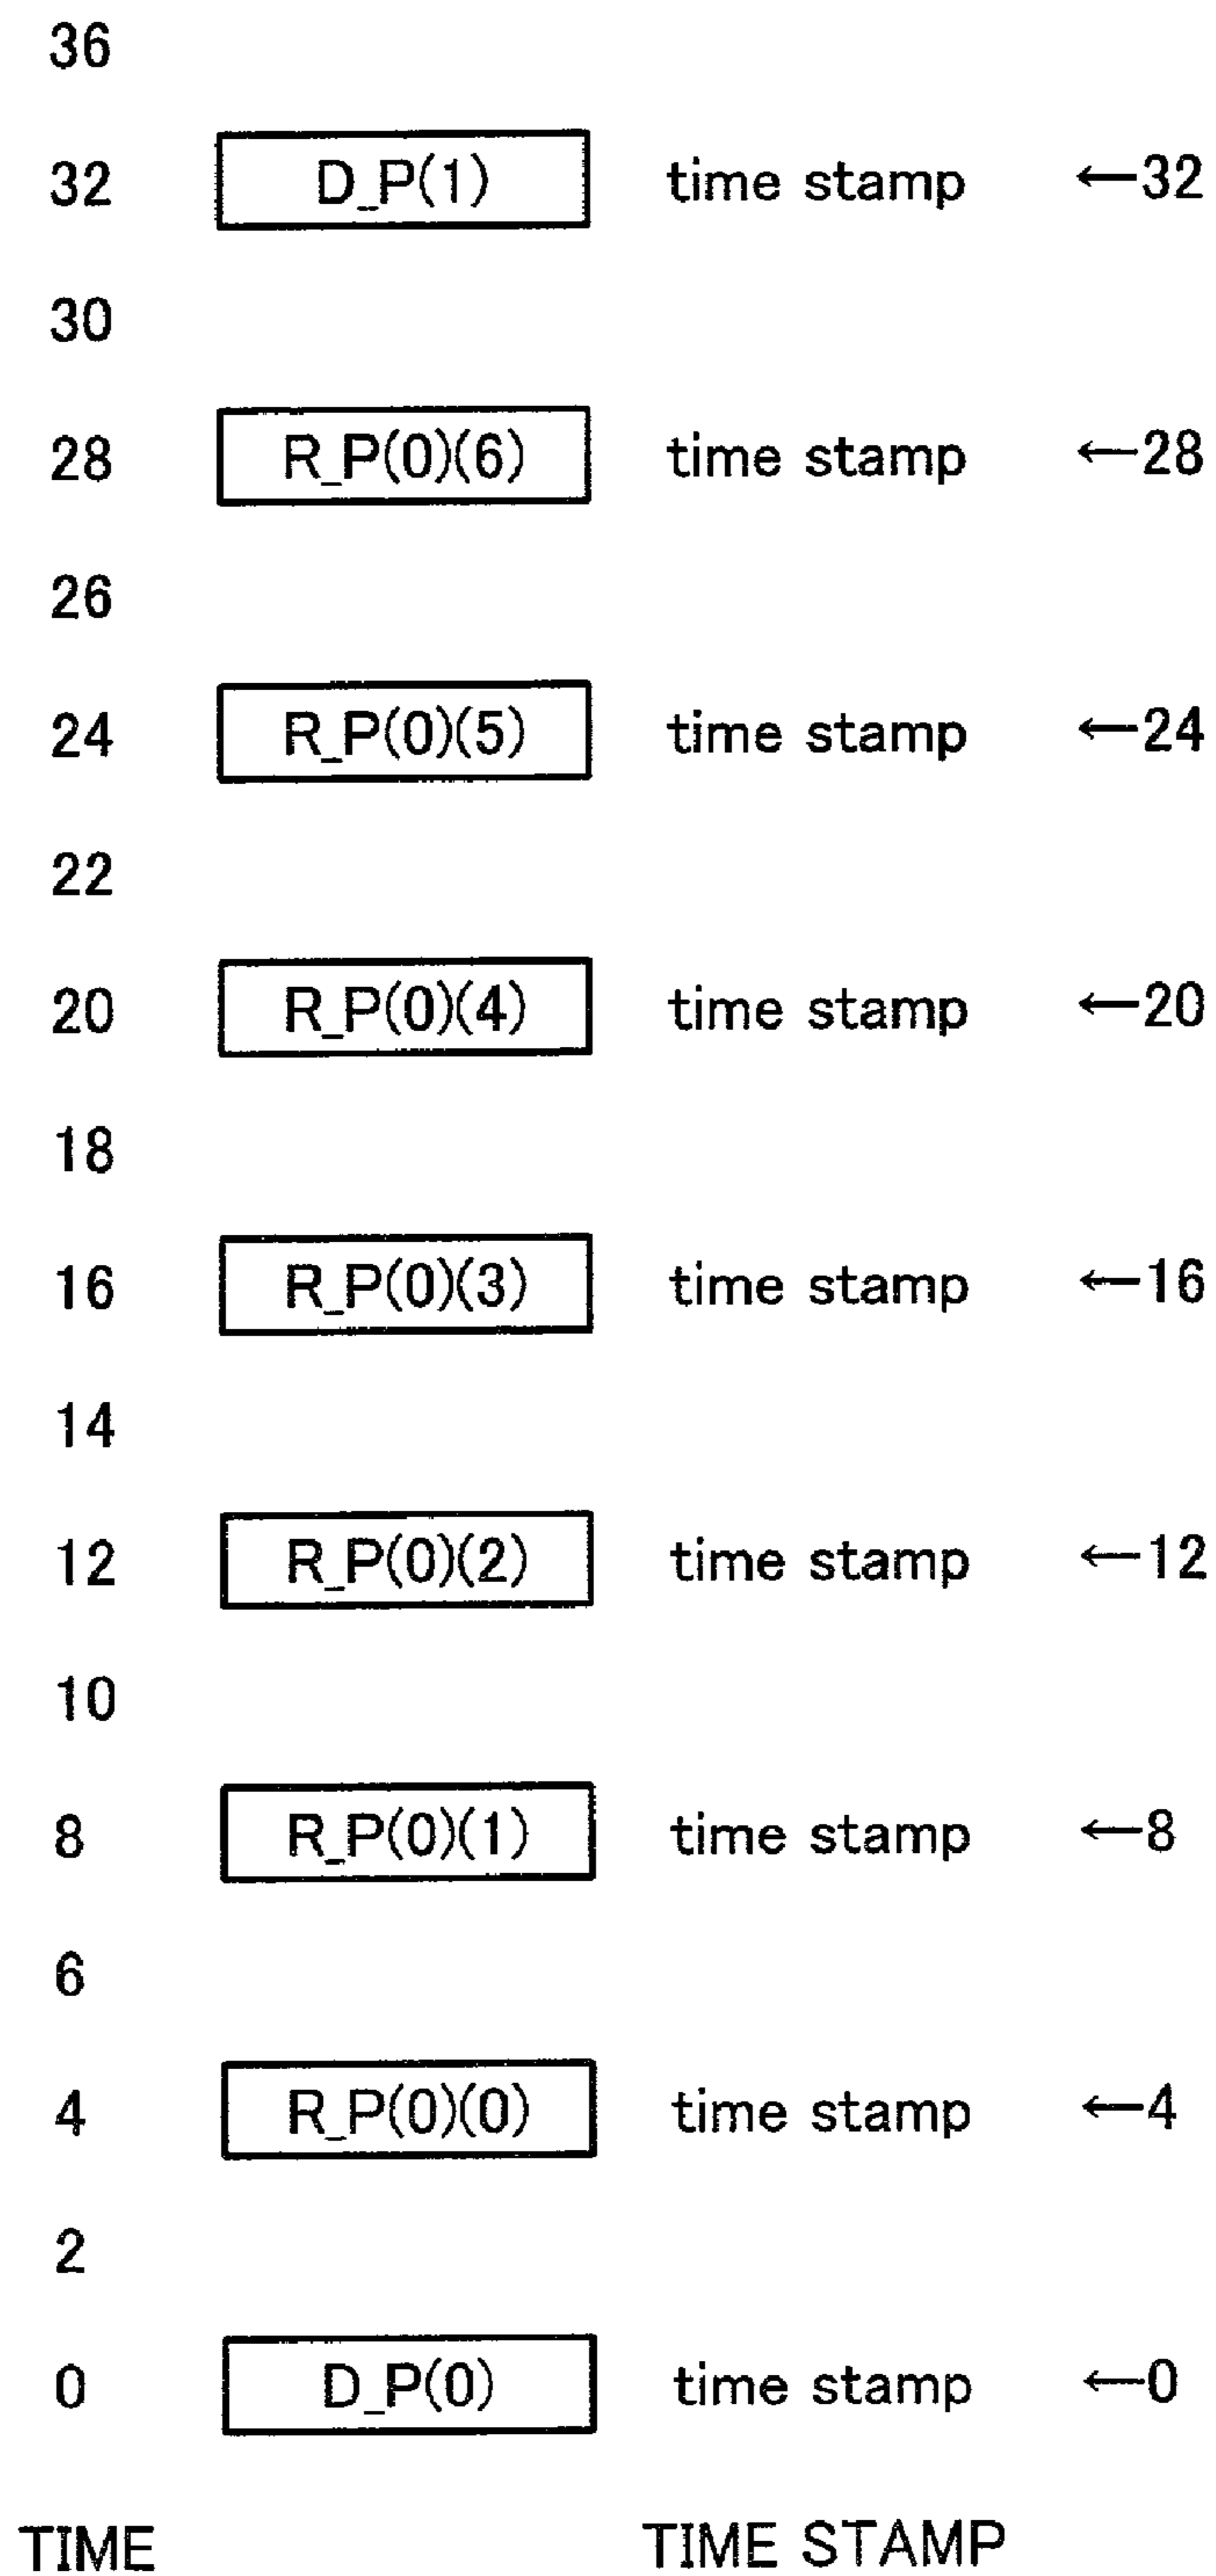 36
32 D_P(1) time stamp ←32
30
28 R_P(0)(6) time stamp ←28
26
24 R_P(0)(5) time stamp ←24
22
20 R_P(0)(4) time stamp ←20
18
16 R_P(0)(3) time stamp ←16
14
12 R_P(0)(2) time stamp ←12
10
8 R_P(0)(1) time stamp ←8
6
4 R_P(0)(0) time stamp ←4
2
0 D_P(0) time stamp ←0
TIME TIME STAMP